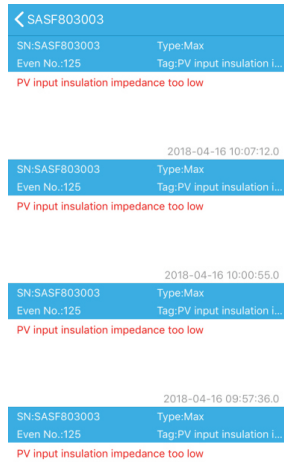 SASF803003
SN:SASF803003 Type:Max
Even No.:125 Tag:PV input insulation i...
PV input insulation impedance too low
2018-04-16 10:07:12.0
SN:SASF803003 Type:Max
Even No.:125 Tag:PV input insulation i...
PV input insulation impedance too low
2018-04-16 10:00:55.0
SN:SASF803003 Type:Max
Even No.:125 Tag:PV input insulation i...
PV input insulation impedance too low
2018-04-16 09:57:36.0
SN:SASF803003 Type:Max
Even No.:125 Tag:PV input insulation i...
PV input insulation impedance too low